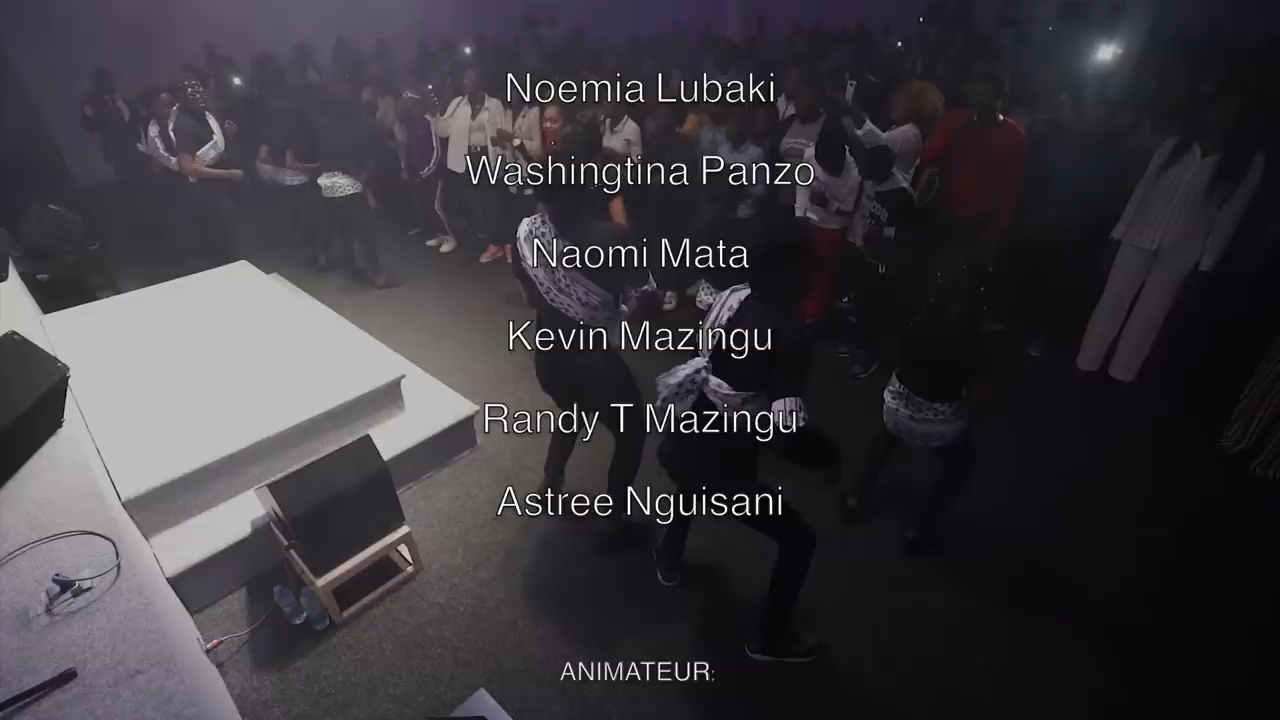 Noemia Lubaki
Washingtina Panzo
Naomi Mata
Kevin Mazingu
Randy T Mazingu
Astree Nguisani
ANIMATEUR: